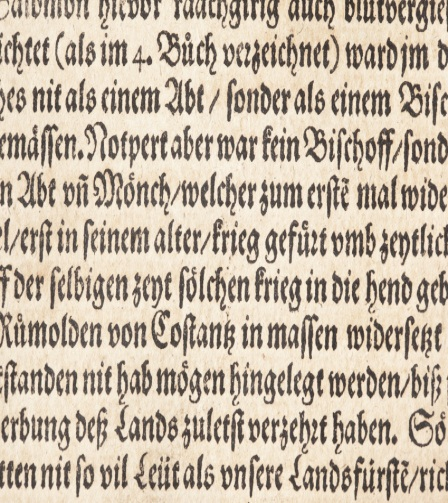 Salomon hievor raachgirig auch blutvergie
ichtet (als im 4. Bůch verzeichnet) ward jm d
hes nit als einem Abt / sonder als einem Bisc
emässen. Notpert aber war kein Bischoff / sond
n Abt vñ Mönch / welcher zum erstẽ mal wide
l / erst in seinem alter / krieg gefürt vmb zeytlich
ff der selbigen zeyt sölchen krieg in die hend geb
Růmolden von Costantz in massen widersetzt
standen nit hab mögen hingelegt werden / biß
erbung deß Lands zuletst verzehrt haben. Sö
tten nit so vil Leüt als vnsere Landsfürstẽ / rich